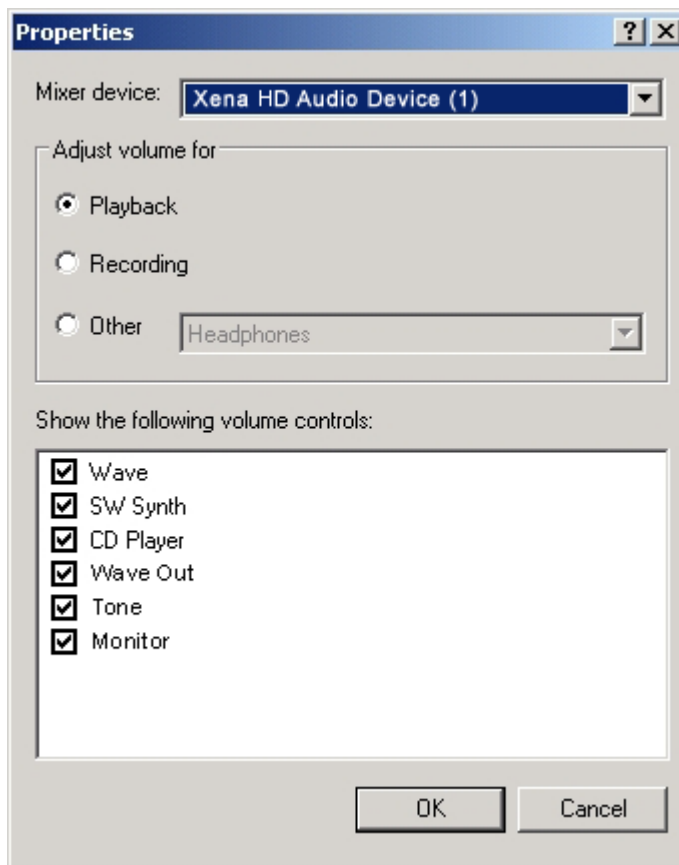 Properties
Mixer device: Xena HD Audio Device (1)
Adjust volume for
Playback
Recording
Other Headphones
Show the following volume controls:
Wave
SW Synth
CD Player
Wave Out
Tone
Monitor
OK Cancel